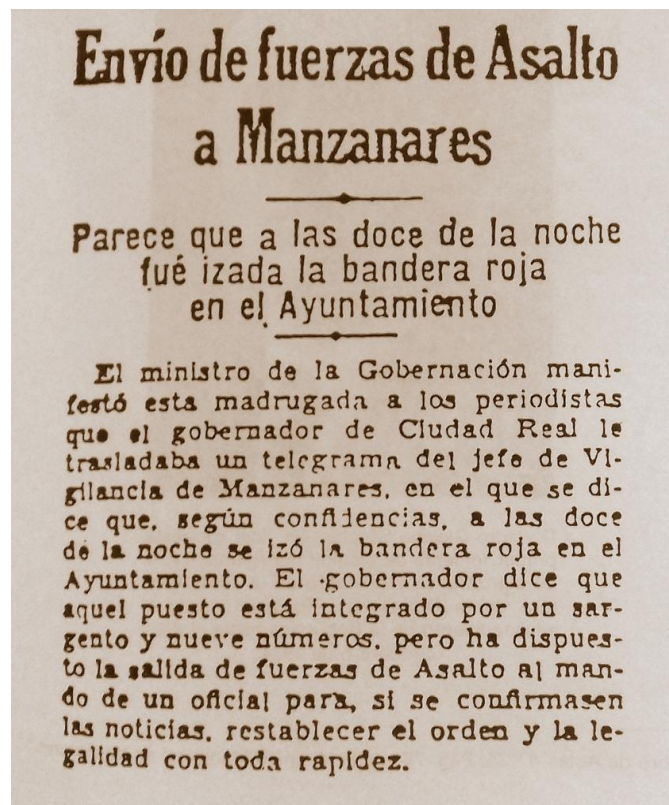 Envío de fuerzas de Asalto
a Manzanares
Parece que a las doce de la noche
fué izada la bandera roja
en el Ayuntamiento
El ministro de la Gobernación mani-
festó esta madrugada a los periodistas
que el gobernador de Ciudad Real le
trasladaba un telegrama del jefe de Vi-
gilancia de Manzanares, en el que se di-
ce que, según confidencias, a las doce
de la noche se izó la bandera roja en el
Ayuntamiento. El gobernador dice que
aquel puesto está integrado por un sar-
gento y nueve números, pero ha dispues-
to la salida de fuerzas de Asalto al man-
do de un oficial para, si se confirmasen
las noticias, restablecer el orden y la le-
galidad con toda rapidez.